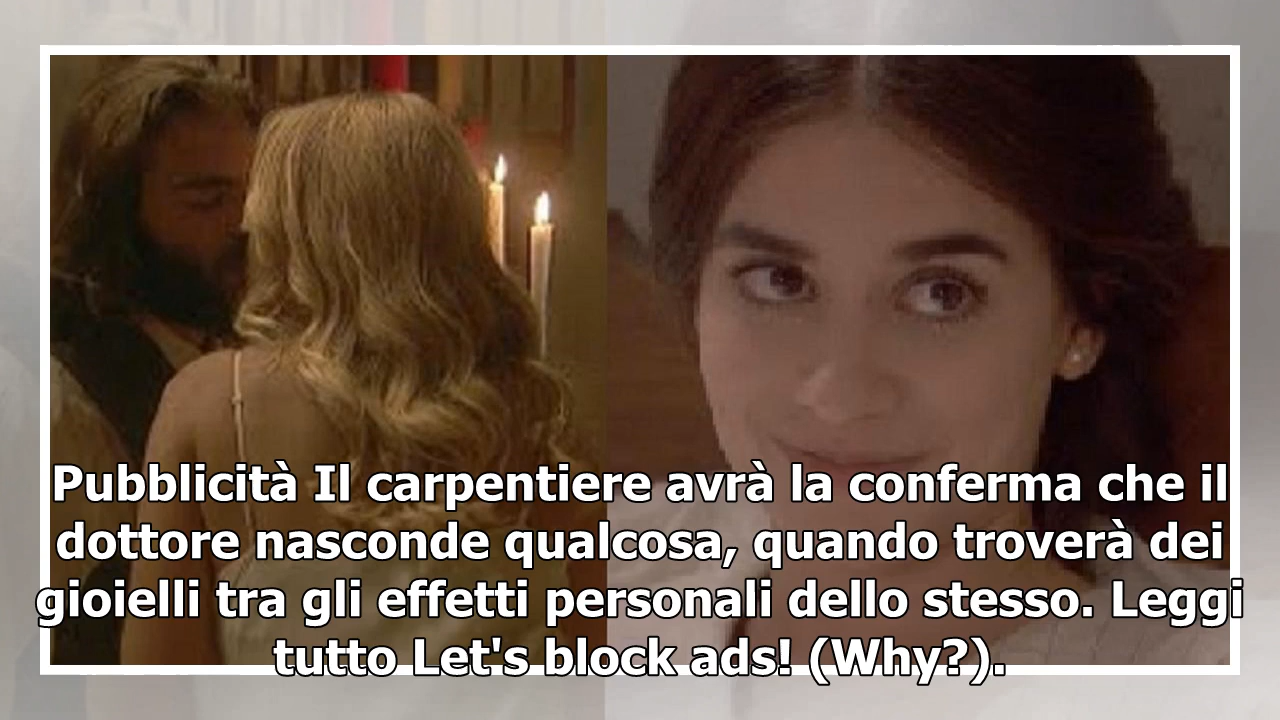 Pubblicità Il carpentiere avrà la conferma che il
dottore nasconde qualcosa, quando troverà dei
gioielli tra gli effetti personali dello stesso. Leggi
tutto Let's block ads! (Why?).